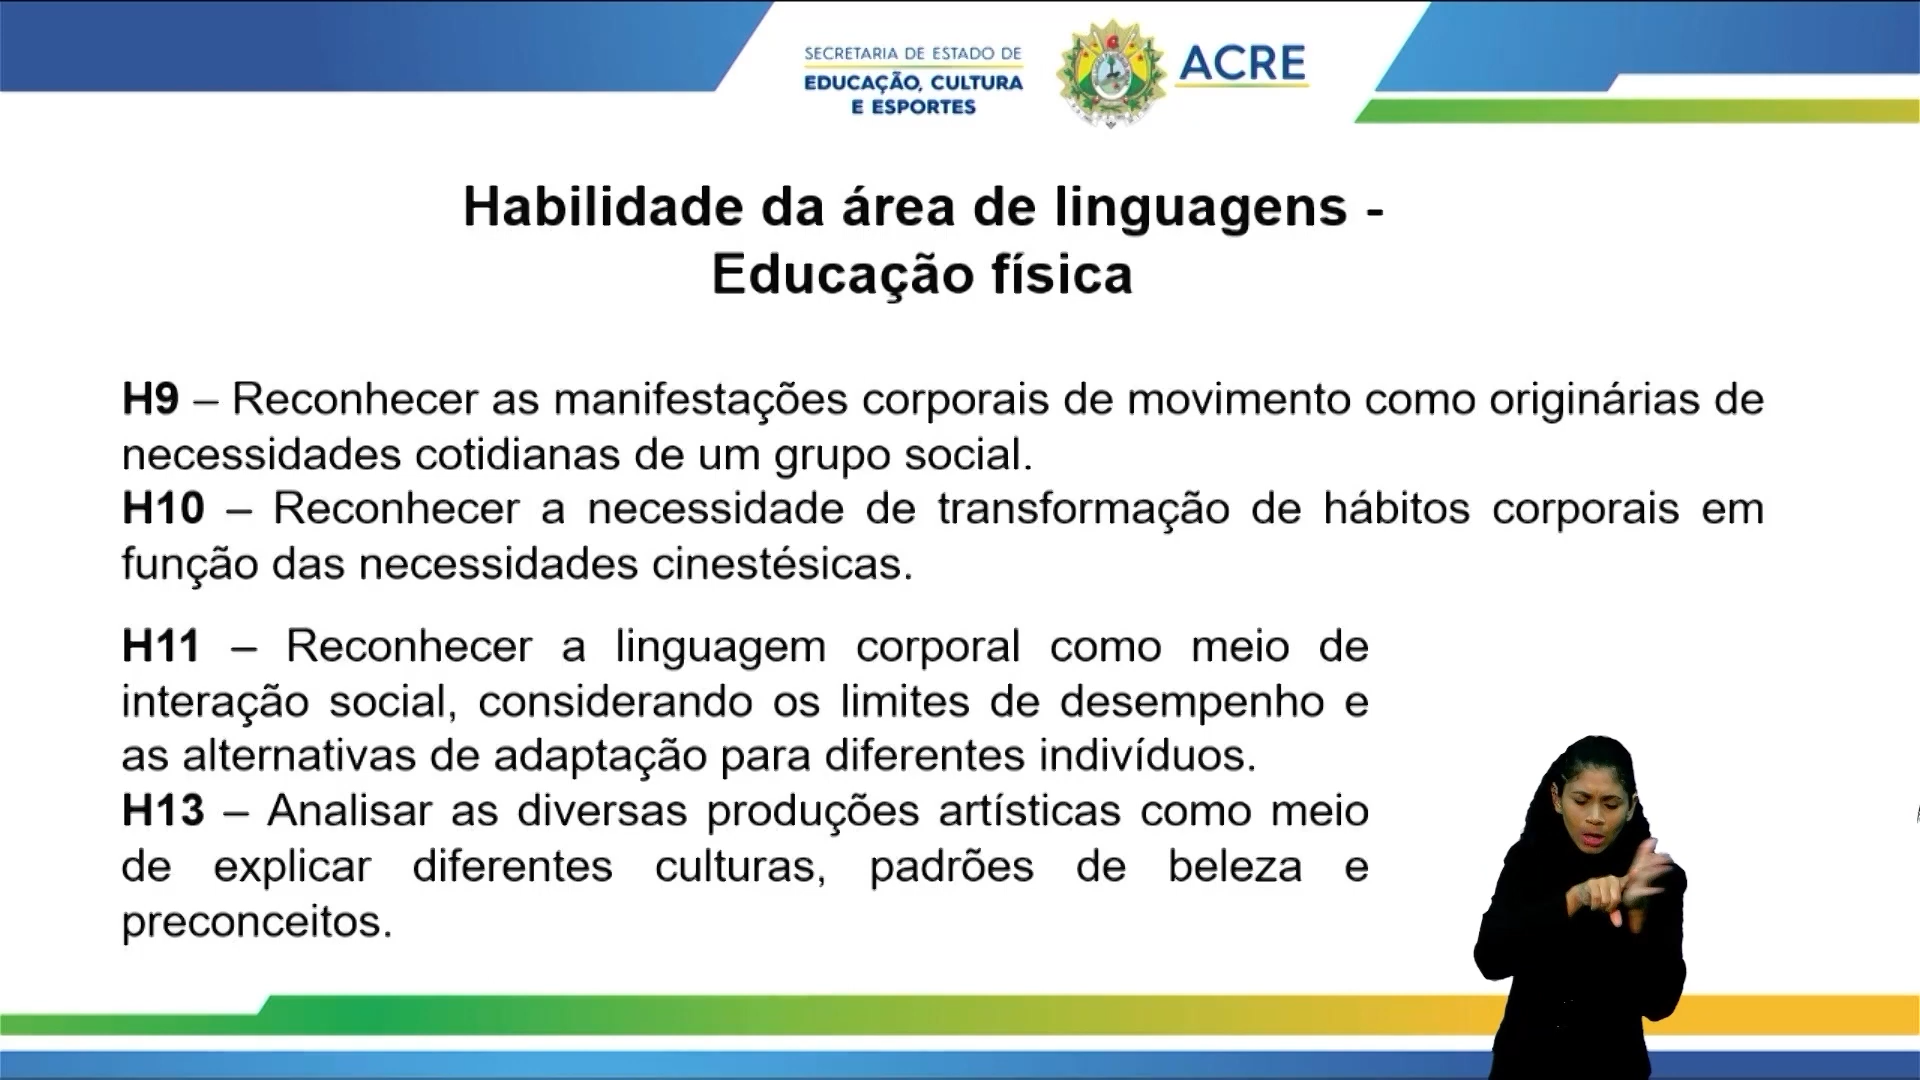 SECRETARIA DE ESTADO DE
EDUCAÇÃO, CULTURA
E ESPORTES
ACRE
Habilidade da área de linguagens -
Educação física
H9 – Reconhecer as manifestações corporais de movimento como originárias de
necessidades cotidianas de um grupo social.
H10 – Reconhecer a necessidade de transformação de hábitos corporais em
função das necessidades cinestésicas.
H11 – Reconhecer a linguagem corporal como meio de
interação social, considerando os limites de desempenho e
as alternativas de adaptação para diferentes indivíduos.
H13 – Analisar as diversas produções artísticas como meio
de explicar diferentes culturas, padrões de beleza e
preconceitos.